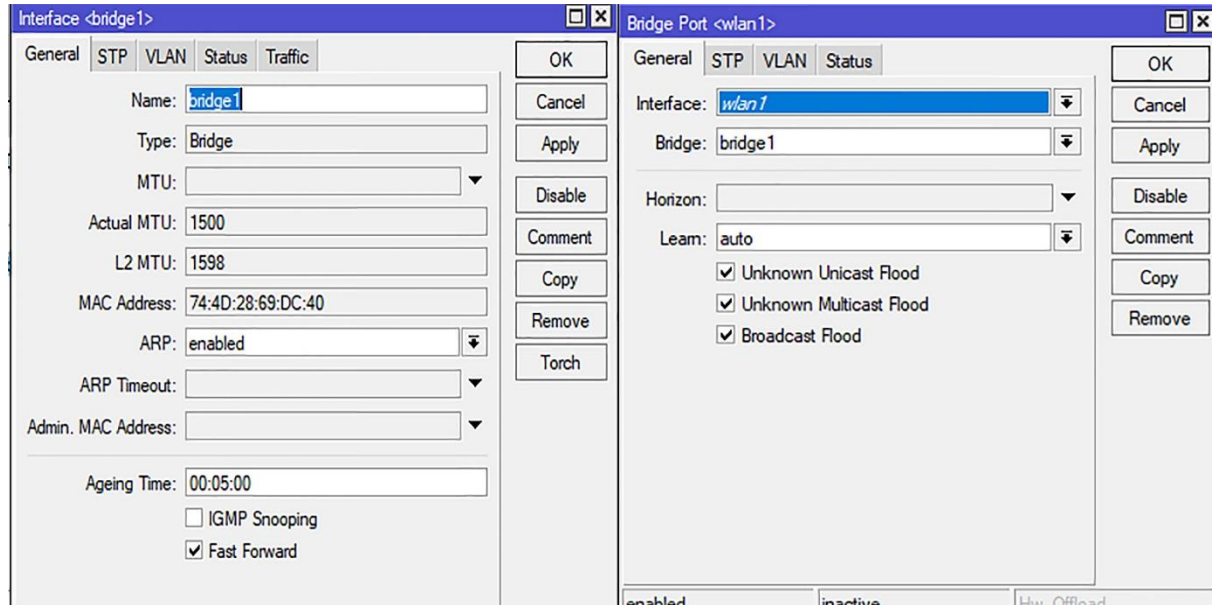 Interface <bridge1>
General STP VLAN Status Traffic
Name: bridge1
Type: Bridge
MTU:
Actual MTU: 1500
L2 MTU: 1598
MAC Address: 74:4D:28:69:DC:40
ARP: enabled
ARP Timeout:
Admin. MAC Address:
Ageing Time: 00:05:00
IGMP Snooping
Fast Forward
OK
Cancel
Apply
Disable
Comment
Copy
Remove
Torch
Bridge Port <wlan1>
General STP VLAN Status
Interface: wlan1
Bridge: bridge1
Horizon:
Learn: auto
Unknown Unicast Flood
Unknown Multicast Flood
Broadcast Flood
OK
Cancel
Apply
Disable
Comment
Copy
Remove
enabled inactive Hw. Offload